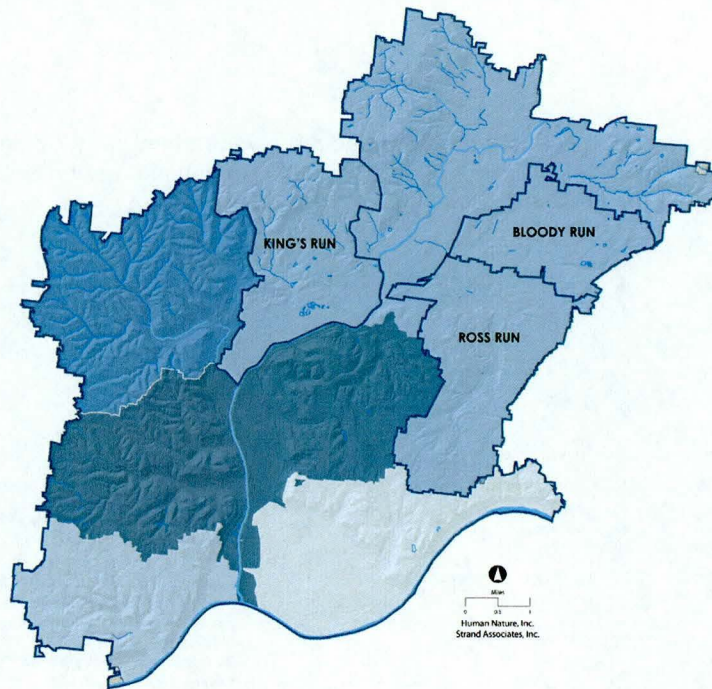 KING'S RUN
BLOODY RUN
ROSS RUN
Miles
0 0.5 1
Human Nature, Inc.
Strand Associates, Inc.